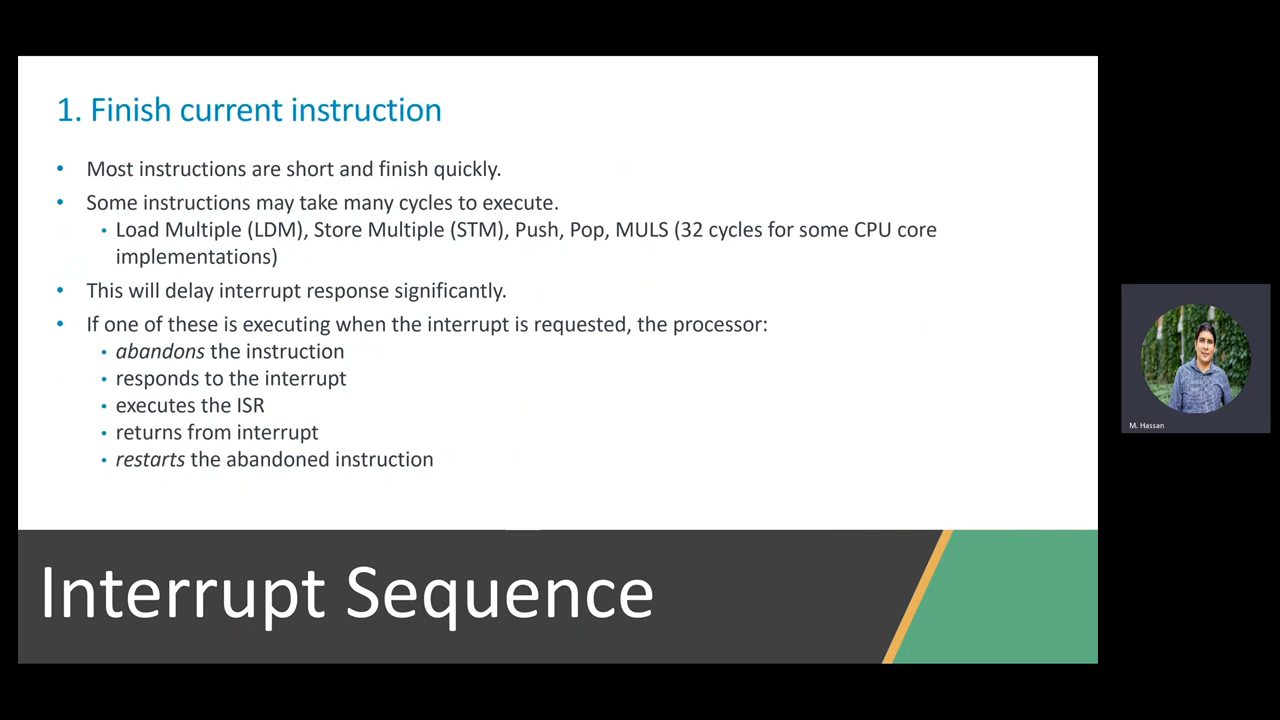 1. Finish current instruction
• Most instructions are short and finish quickly.
• Some instructions may take many cycles to execute.
• Load Multiple (LDM), Store Multiple (STM), Push, Pop, MULS (32 cycles for some CPU core
implementations)
• This will delay interrupt response significantly.
• If one of these is executing when the interrupt is requested, the processor:
• abandons the instruction
• responds to the interrupt
• executes the ISR
• returns from interrupt
• restarts the abandoned instruction
Interrupt Sequence
M. Hassan